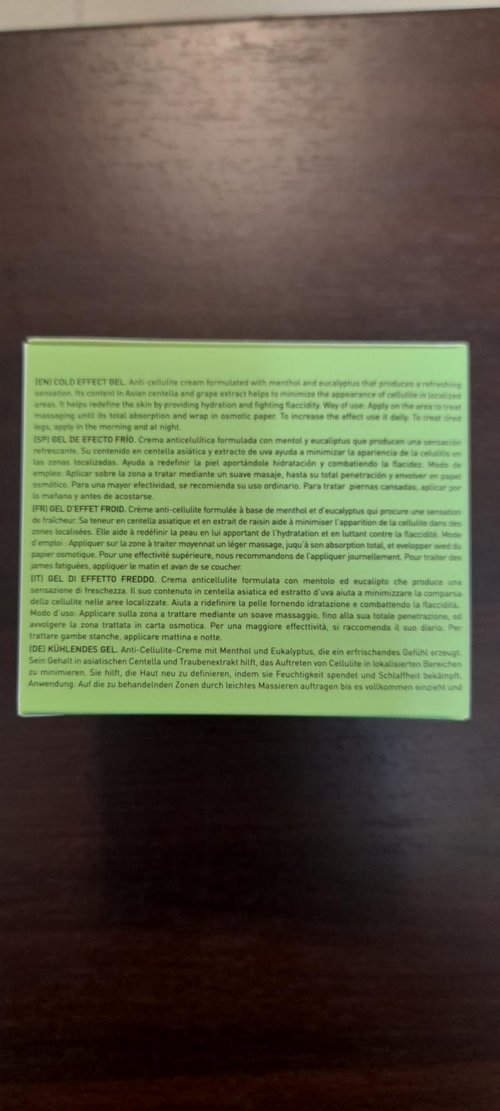 (EN) COLD EFFECT GEL. Anti-cellulite cream formulated with menthol and eucalyptus that produces a refreshing
sensation. Its content in Asian centella and grape extract helps to minimize the appearance of cellulite in localized
areas. It helps redefine the skin by providing hydration and fighting flaccidity. Way of use: Apply on the area to treat
massaging until its total absorption and wrap in osmotic paper. To increase the effect use it daily. To treat tired
legs, apply in the morning and at night.
(SP) GEL DE EFECTO FRÍO. Crema anticelulítica formulada con mentol y eucaliptus que producen una sensación
refrescante. Su contenido en centella asiática y extracto de uva ayuda a minimizar la apariencia de la celulitis en
las zonas localizadas. Ayuda a redefinir la piel aportándole hidratación y combatiendo la flacidez. Modo de
empleo. Aplicar sobre la zona a tratar mediante un suave masaje, hasta su total penetración y envolver en papel
osmótico. Para una mayor efectividad, se recomienda su uso ordinario. Para tratar piernas cansadas, aplicar por
la mañana y antes de acostarse.
(FR) GEL D'EFFET FROID. Crème anti-cellulite formulée à base de menthol et d'eucalyptus qui procure une sensation
de fraîcheur. Sa teneur en centella asiatique et en extrait de raisin aide à minimiser l'apparition de la cellulite dans des
zones localisées. Elle aide à redéfinir la peau en lui apportant de l'hydratation et en luttant contre la flaccidité. Mode
d'emploi : Appliquer sur la zone à traiter moyennat un léger massage, juqu'à son absorption total, et evelopper aved du
papier osmotique. Pour une effectivité supérieure, nous recommandons de l'appliquer journellement. Pour traiter des
james fatiguées, appliquer le matin et avan de se coucher.
(IT) GEL DI EFFETTO FREDDO. Crema anticellulite formulata con mentolo ed eucalipto che produce una
sensazione di freschezza. Il suo contenuto in centella asiatica ed estratto d'uva aiuta a minimizzare la comparsa
della cellulite nelle aree localizzate. Aiuta a ridefinire la pelle fornendo idratazione e combattendo la flaccidità.
Modo d'uso: Applicare sulla zona a trattare mediante un soave massaggio, fino alla sua totale penetrazione, ed
avvolgere la zona trattata in carta osmotica. Per una maggiore effectività, si raccomenda il suo diario. Per
trattare gambe stanche, applicare mattina e notte.
(DE) KÜHLENDES GEL. Anti-Cellulite-Creme mit Menthol und Eukalyptus, die ein erfrischendes Gefühl erzeugt.
Sein Gehalt in asiatischen Centella und Traubenextrakt hilft, das Auftreten von Cellulite in lokalisierten Bereichen
zu minimieren. Sie hilft, die Haut neu zu definieren, indem sie Feuchtigkeit spendet und Schlaffheit bekämpft.
Anwendung: Auf die zu behandelnden Zonen durch leichtes Massieren auftragen bis es vollkommen einzieht und